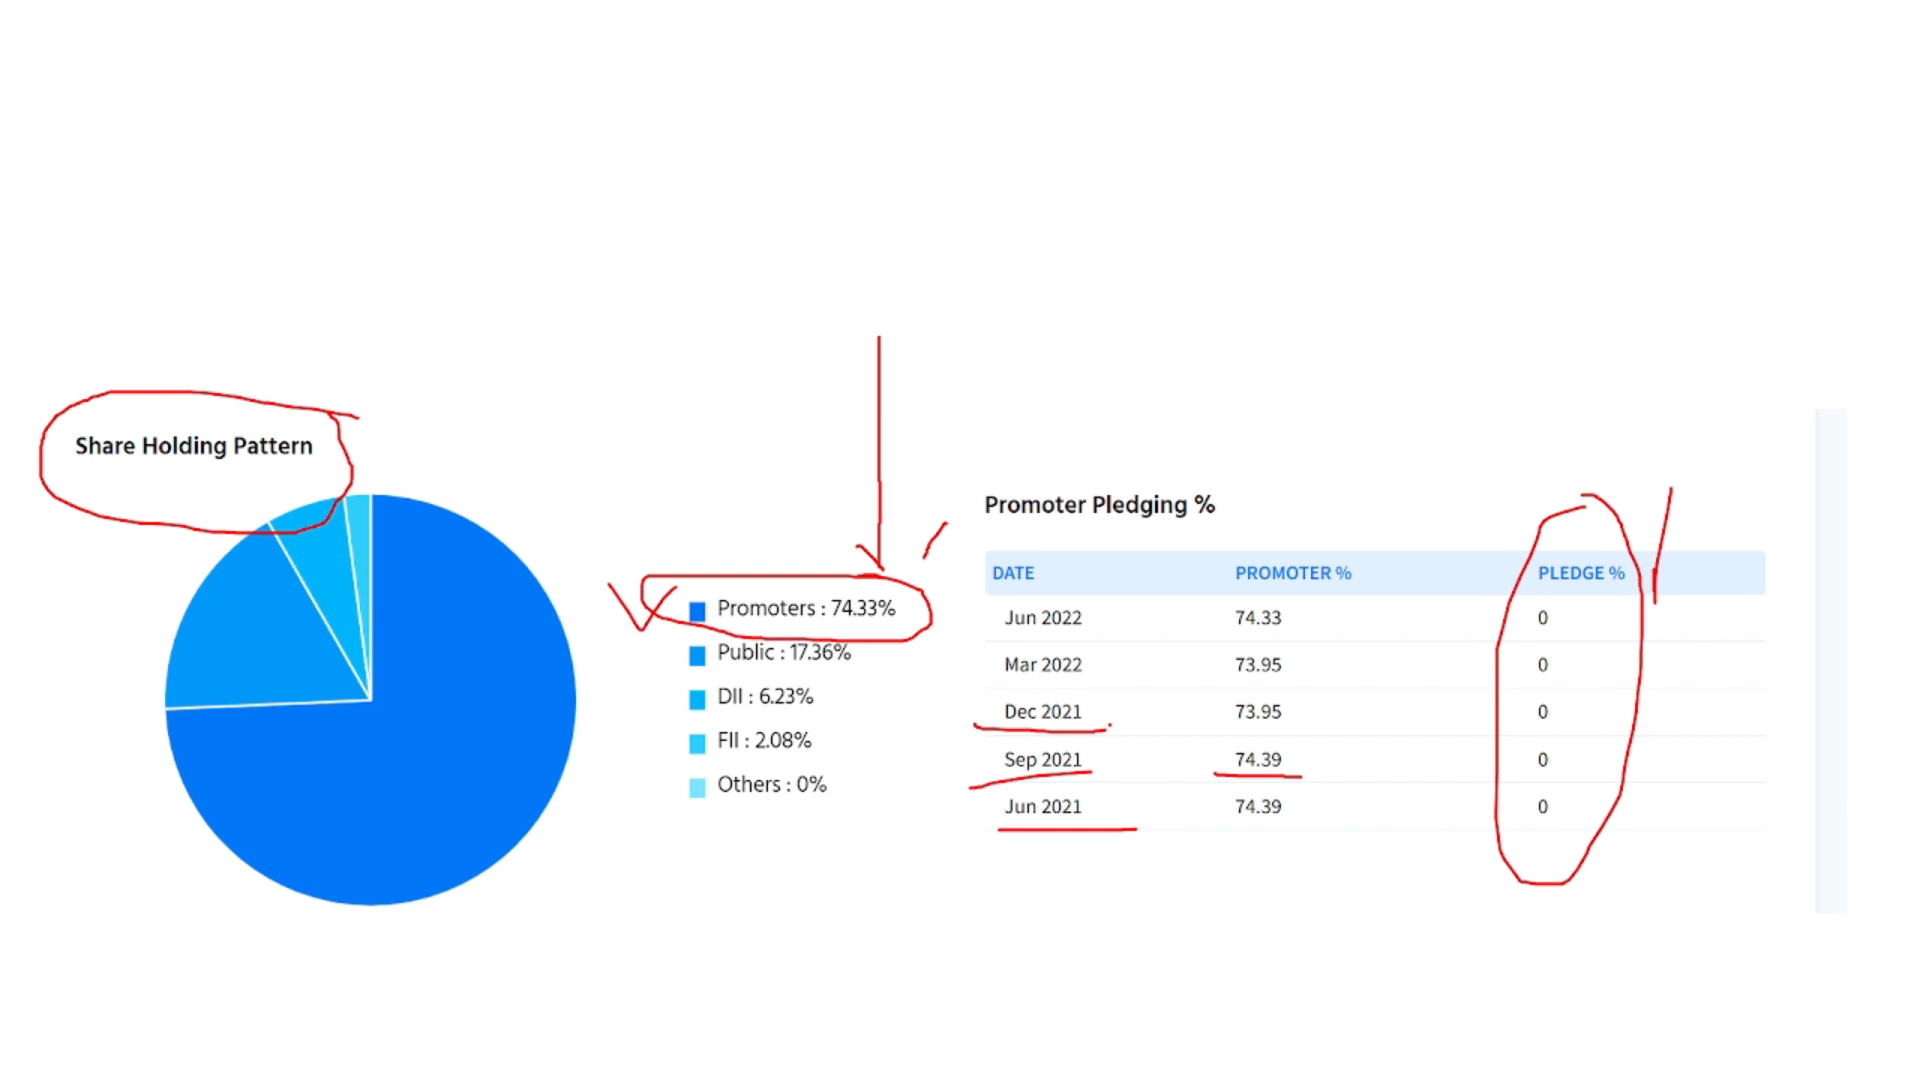 Share Holding Pattern
Promoters : 74.33%
Public : 17.36%
DII : 6.23%
FII : 2.08%
Others : 0%
Promoter Pledging %
DATE PROMOTER % PLEDGE %
Jun 2022 74.33 0
Mar 2022 73.95 0
Dec 2021 73.95 0
Sep 2021 74.39 0
Jun 2021 74.39 0